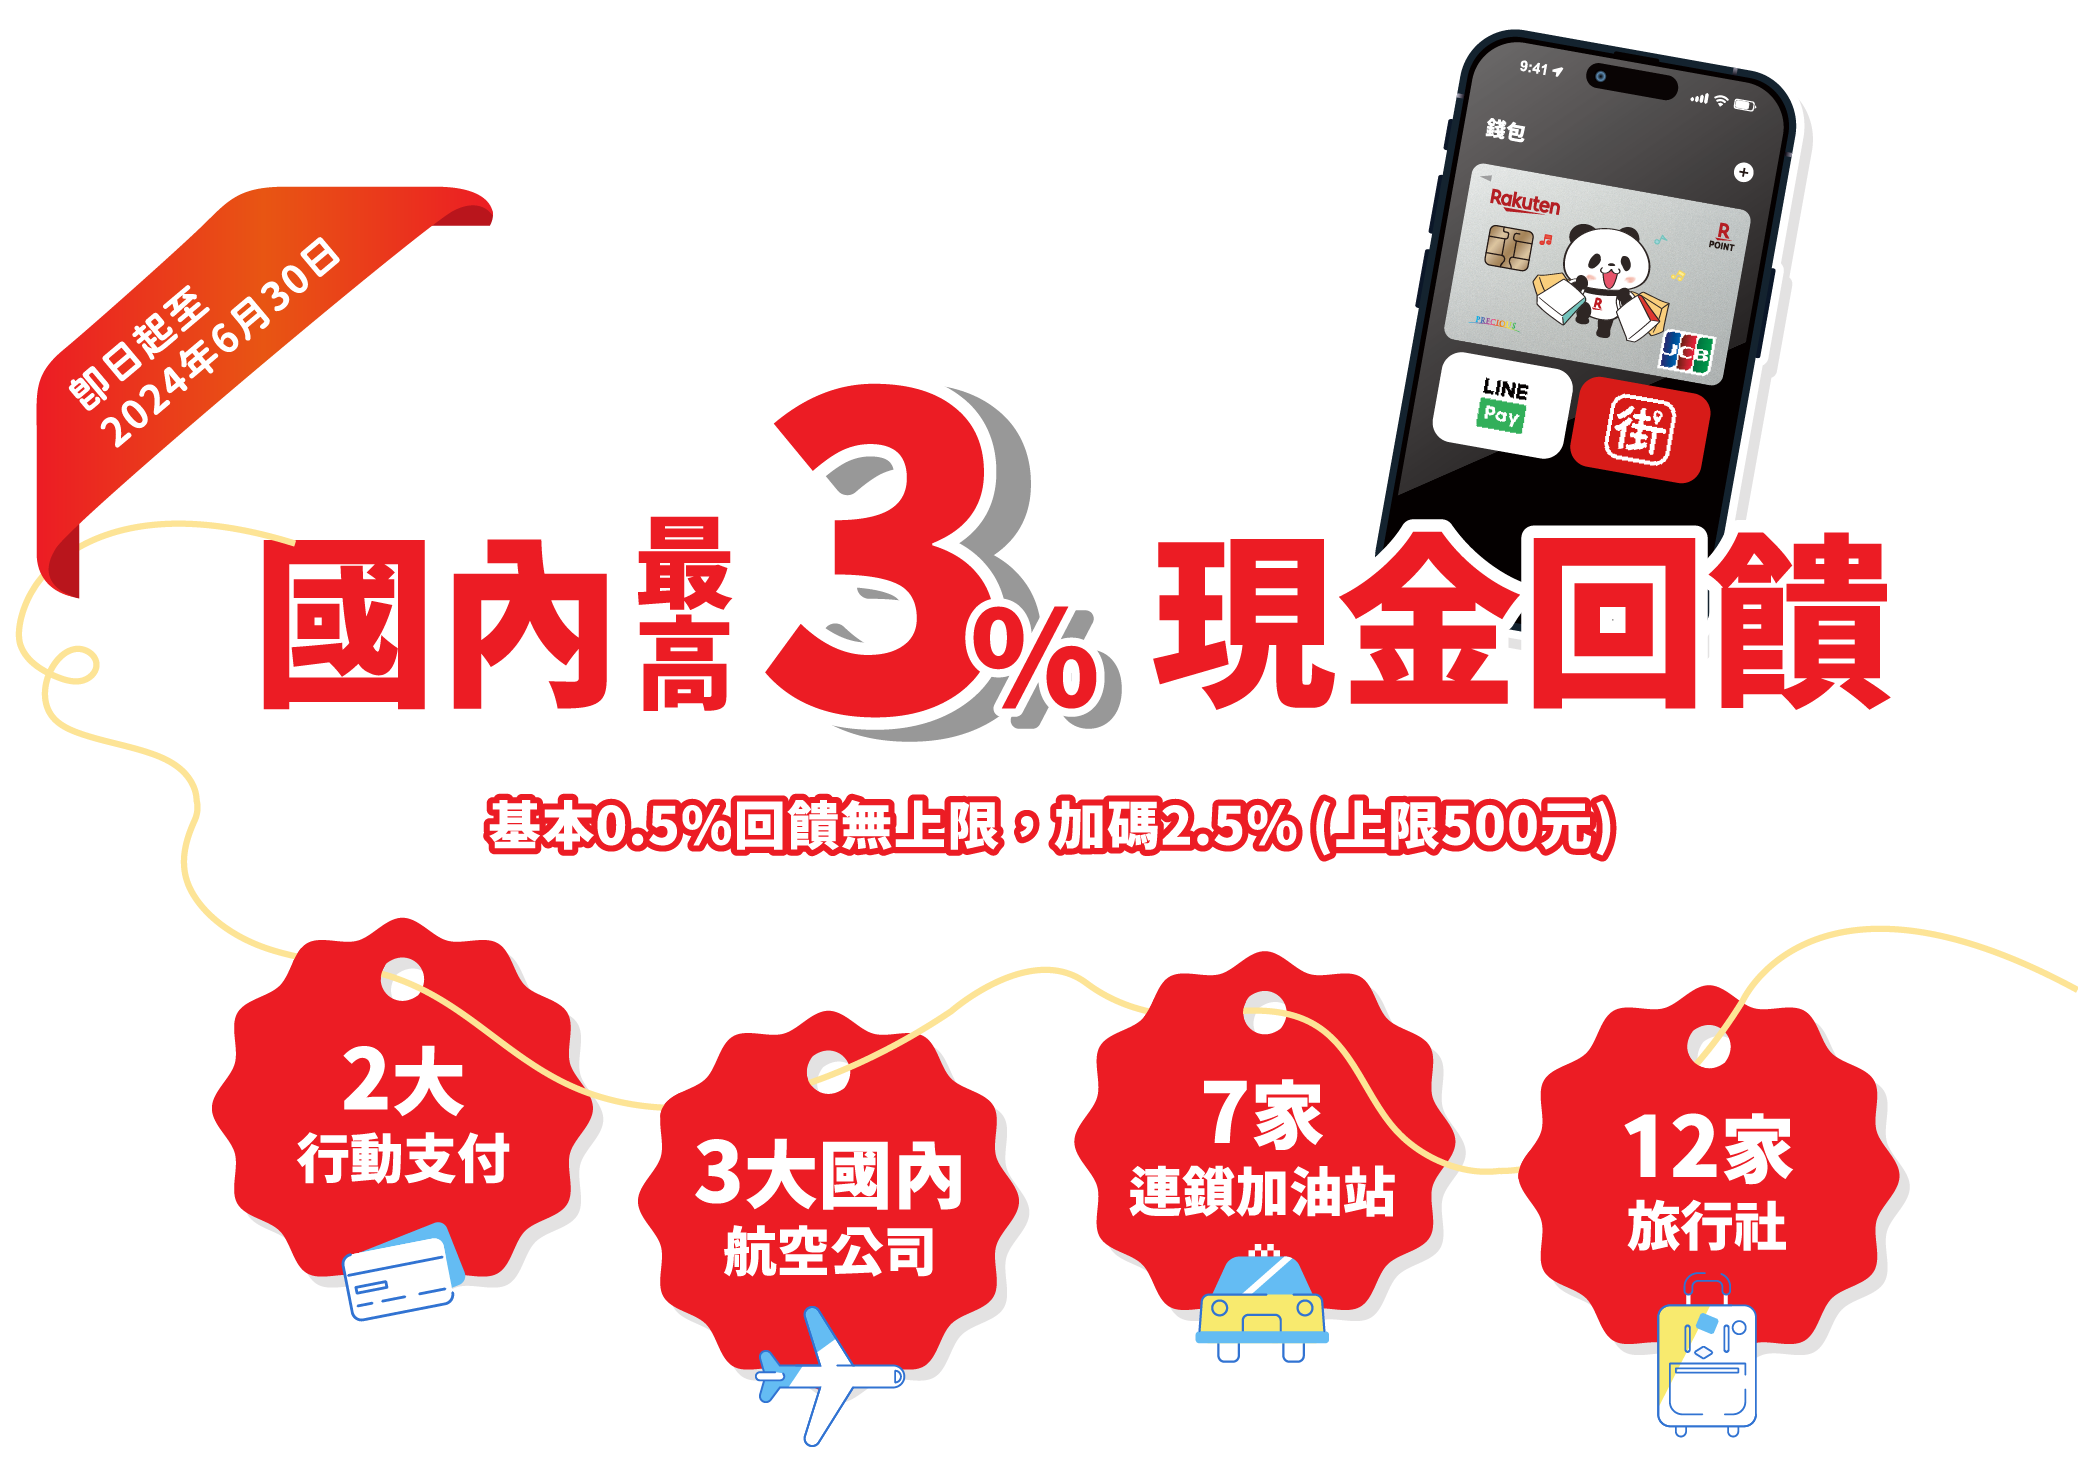 9:41
錢包
Rakuten
R
POINT
R
PRECIOUS
JCB
LINE
Pay
街
即日起至
2024年6月30日
國內最高3%現金回饋
基本0.5%回饋無上限，加碼2.5% (上限500元)
2大
行動支付
3大國內
航空公司
7家
連鎖加油站
12家
旅行社